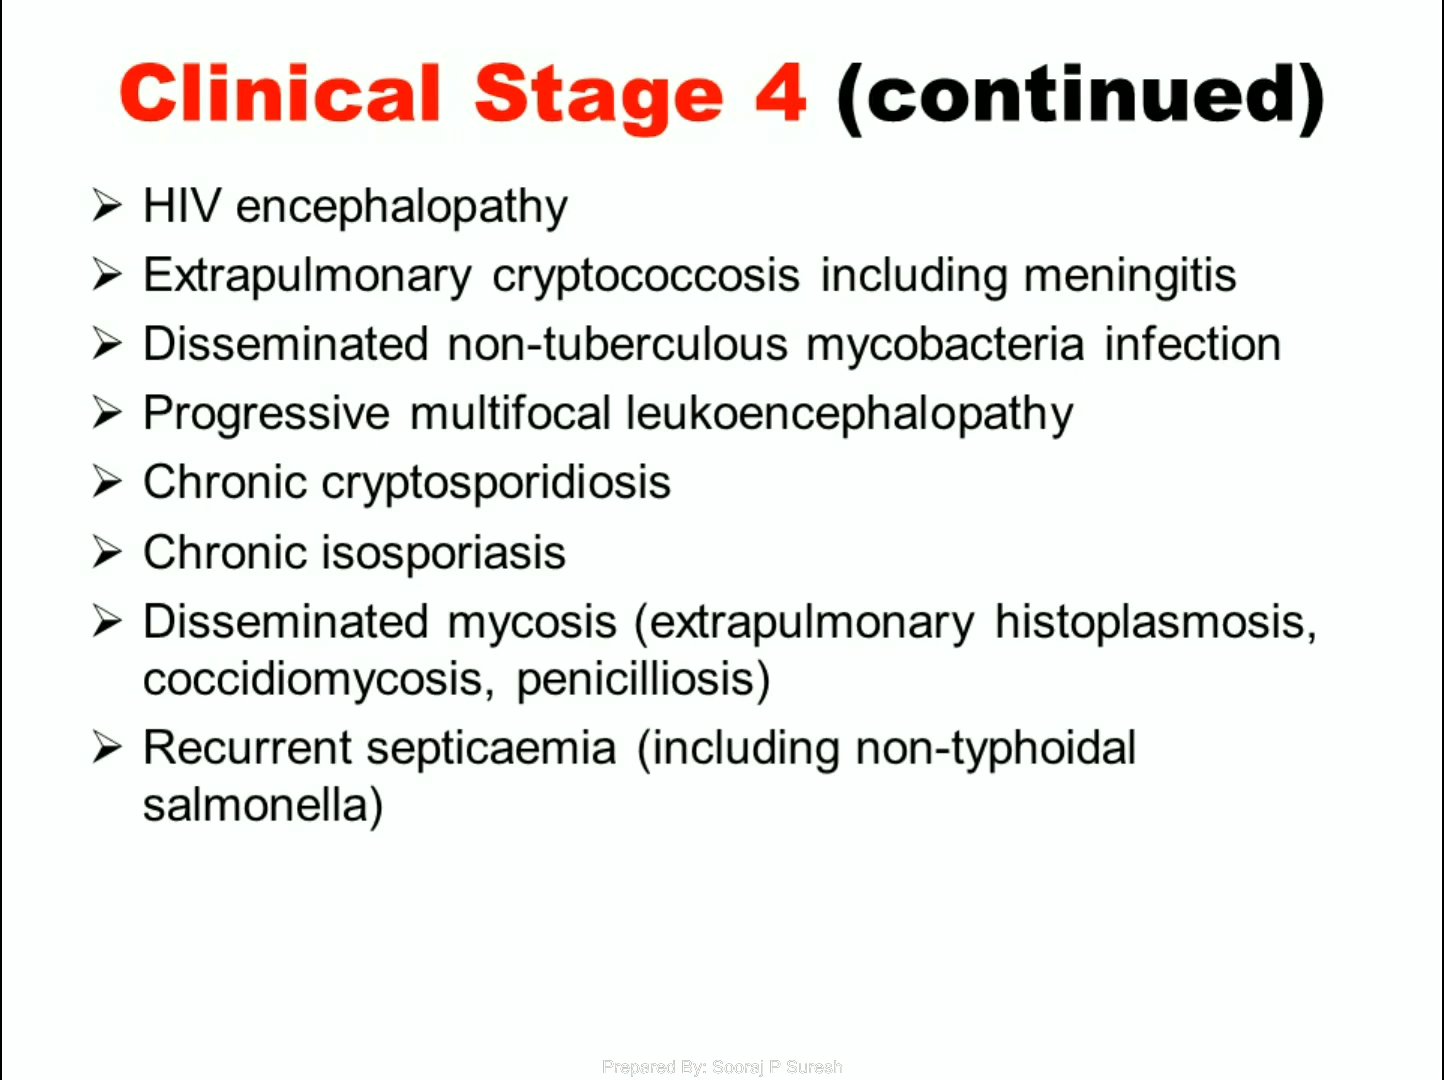 Clinical Stage 4 (continued)
➢ HIV encephalopathy
➢ Extrapulmonary cryptococcosis including meningitis
➢ Disseminated non-tuberculous mycobacteria infection
➢ Progressive multifocal leukoencephalopathy
➢ Chronic cryptosporidiosis
➢ Chronic isosporiasis
➢ Disseminated mycosis (extrapulmonary histoplasmosis,
coccidiomycosis, penicilliosis)
➢ Recurrent septicaemia (including non-typhoidal
salmonella)
Prepared By: Sooraj P Suresh